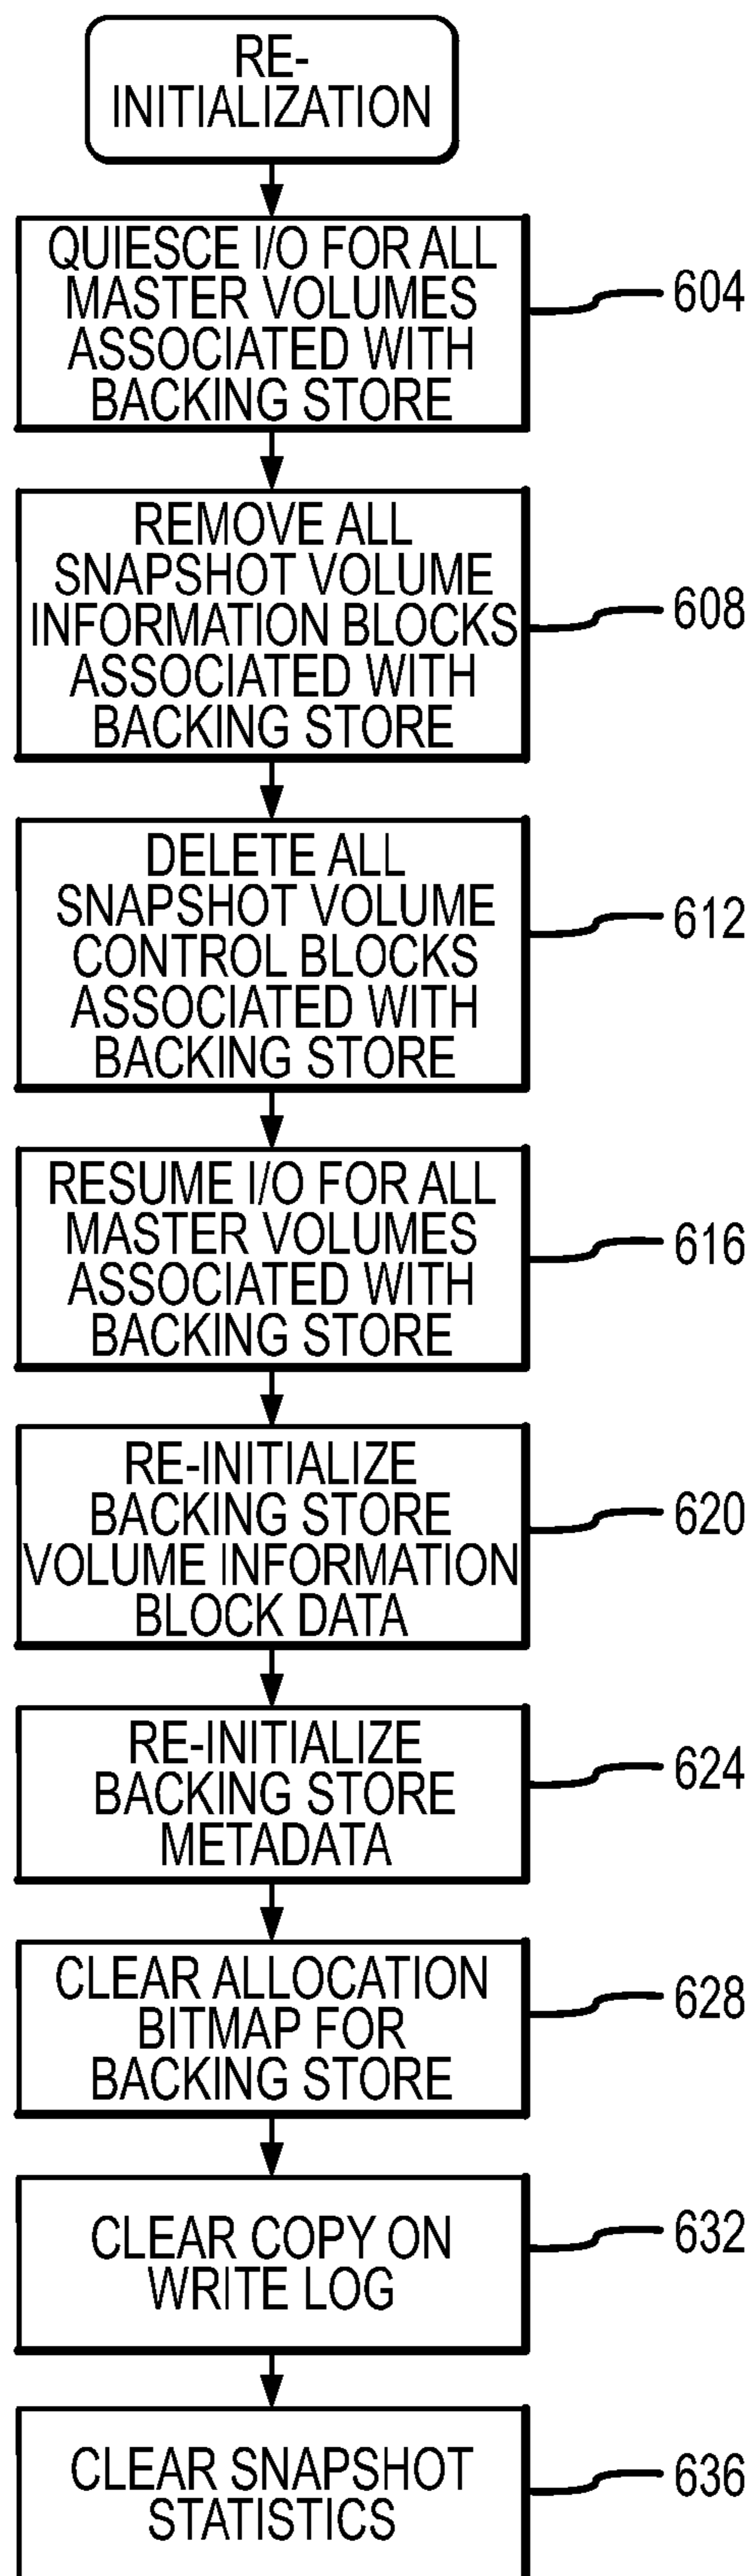 RE-
INITIALIZATION
QUIESCE I/O FOR ALL
MASTER VOLUMES
ASSOCIATED WITH
BACKING STORE
604
REMOVE ALL
SNAPSHOT VOLUME
INFORMATION BLOCKS
ASSOCIATED WITH
BACKING STORE
608
DELETE ALL
SNAPSHOT VOLUME
CONTROL BLOCKS
ASSOCIATED WITH
BACKING STORE
612
RESUME I/O FOR ALL
MASTER VOLUMES
ASSOCIATED WITH
BACKING STORE
616
RE-INITIALIZE
BACKING STORE
VOLUME INFORMATION
BLOCK DATA
620
RE-INITIALIZE
BACKING STORE
METADATA
624
CLEAR ALLOCATION
BITMAP FOR
BACKING STORE
628
CLEAR COPY ON
WRITE LOG
632
CLEAR SNAPSHOT
STATISTICS
636